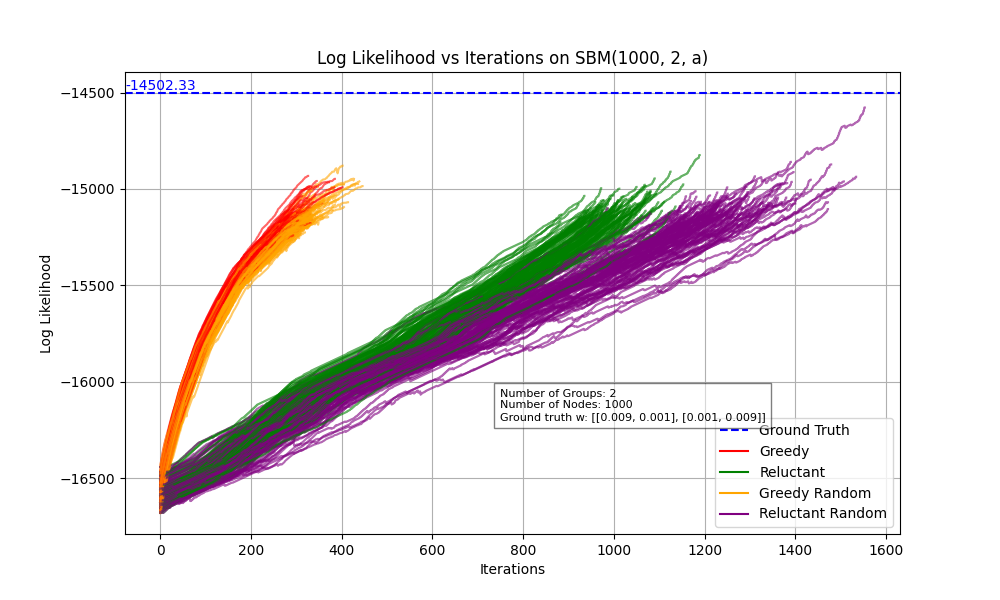 Log Likelihood vs Iterations on SBM(1000, 2, a)
-14502.33
−14500
−15000
−15500
−16000
−16500
Log Likelihood
Number of Groups: 2
Number of Nodes: 1000
Ground truth w: [[0.009, 0.001], [0.001, 0.009]]
Ground Truth
Greedy
Reluctant
Greedy Random
Reluctant Random
0 200 400 600 800 1000 1200 1400 1600
Iterations